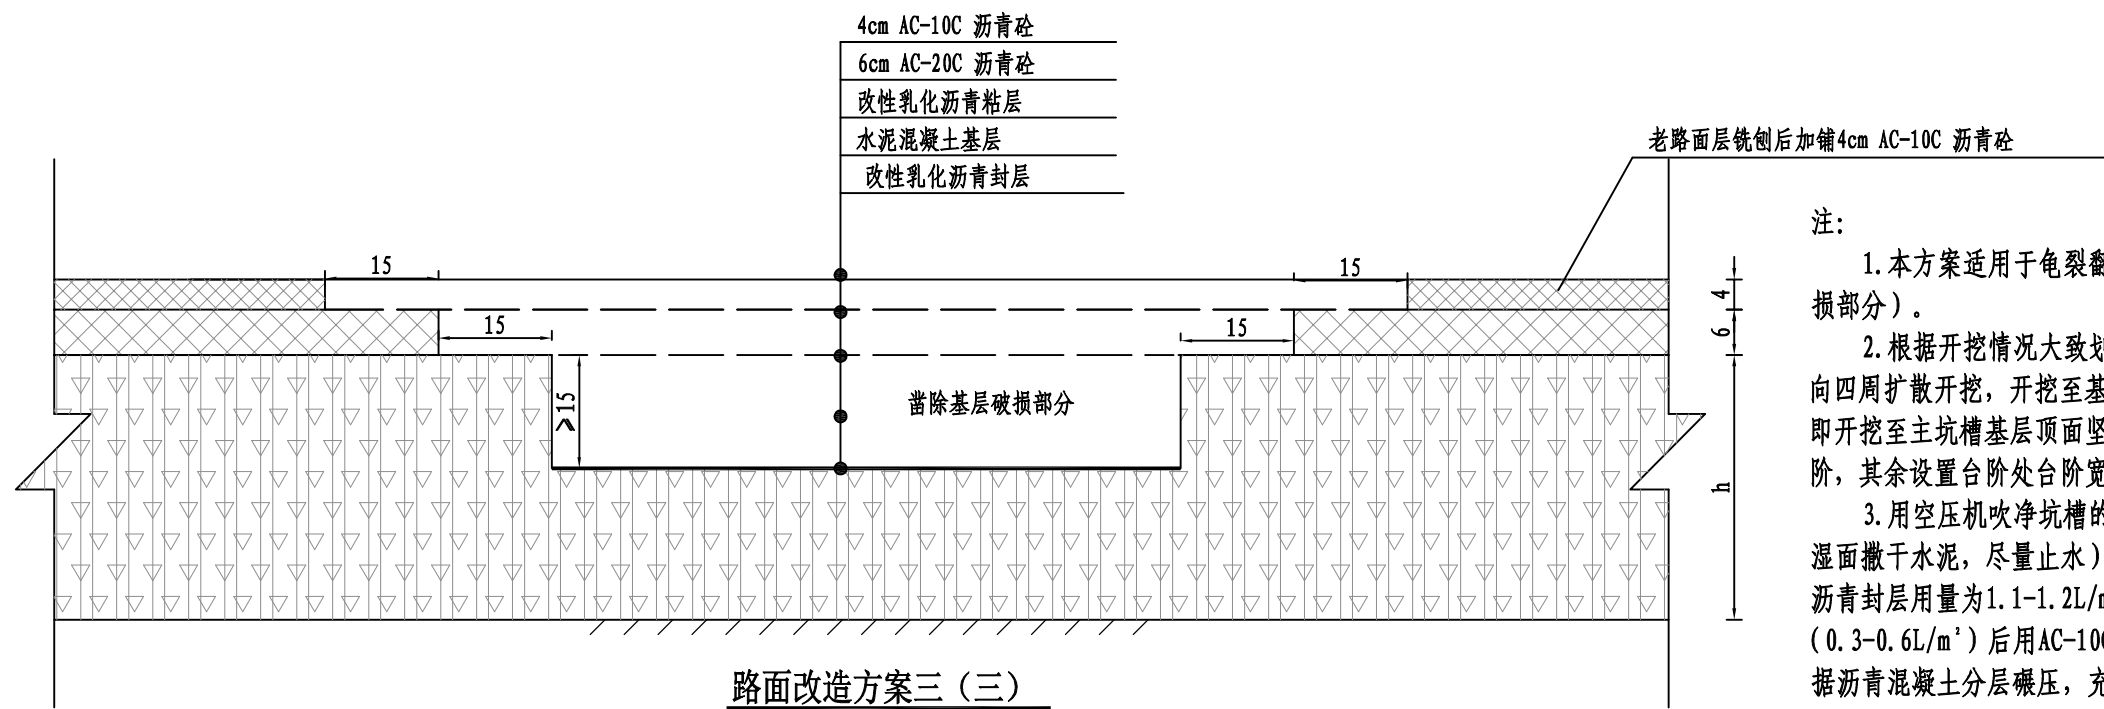 4cm AC-10C 沥青砼
6cm AC-20C 沥青砼
改性乳化沥青粘层
水泥混凝土基层
改性乳化沥青封层
老路面层铣刨后加铺4cm AC-10C 沥青砼
15
15
15
15
≥15
凿除基层破损部分
4
6
h
路面改造方案三（三）
注：
1.本方案适用于龟裂翻
损部分）。
2.根据开挖情况大致划
向四周扩散开挖，开挖至基
即开挖至主坑槽基层顶面坚
阶，其余设置台阶处台阶宽
3.用空压机吹净坑槽的
湿面撒干水泥，尽量止水）
沥青封层用量为1.1-1.2L/m
(0.3-0.6L/m²)后用AC-10C
据沥青混凝土分层碾压，充